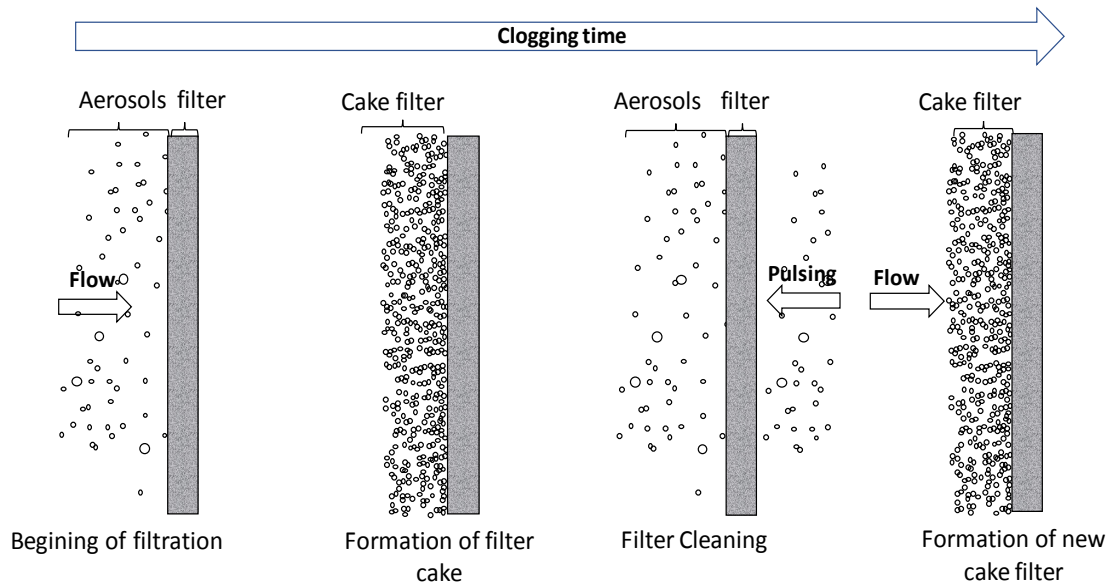 Clogging time
Aerosols filter
Cake filter
Aerosols filter
Cake filter
Flow
Pulsing
Flow
Begining of filtration
Formation of filter
cake
Filter Cleaning
Formation of new
cake filter